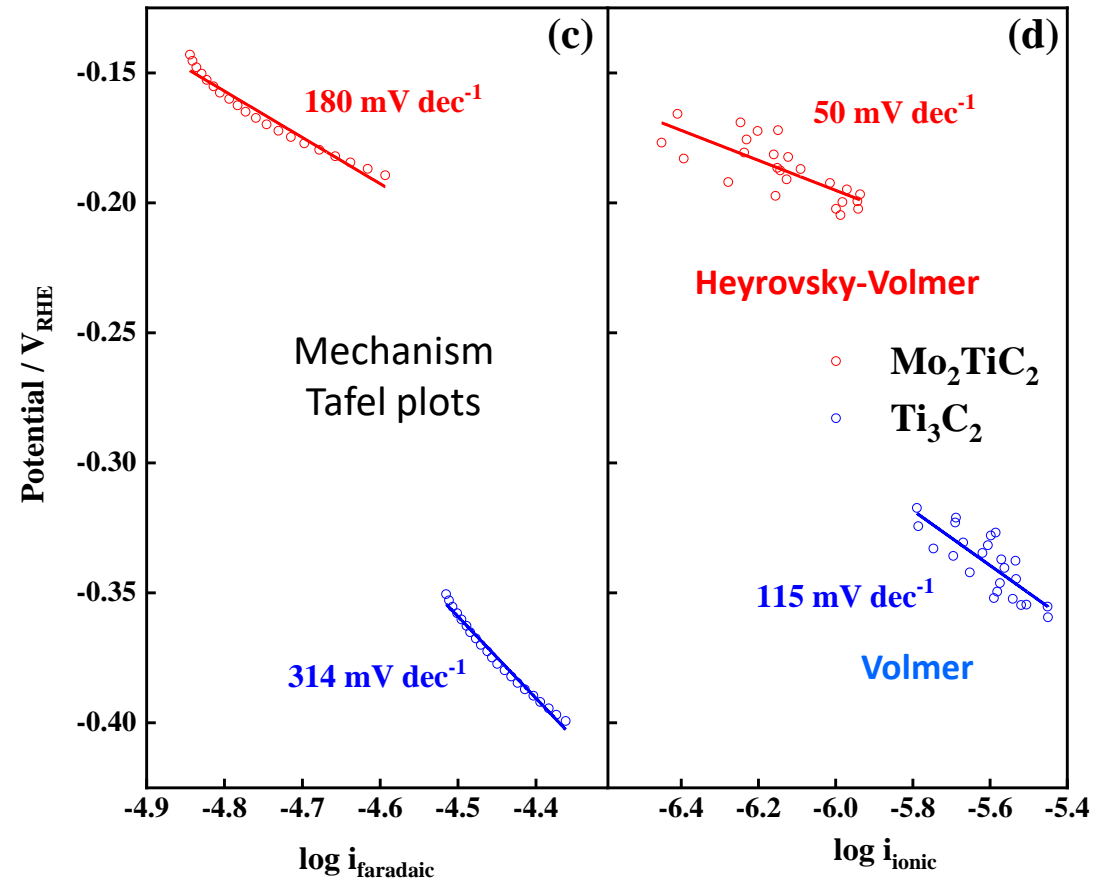 (c)
(d)
-0.15
-0.20
-0.25
-0.30
-0.35
-0.40
Potential / V_RHE
180 mV dec⁻¹
50 mV dec⁻¹
Heyrovsky-Volmer
Mechanism
Tafel plots
Mo₂TiC₂
Ti₃C₂
314 mV dec⁻¹
115 mV dec⁻¹
Volmer
-4.9 -4.8 -4.7 -4.6 -4.5 -4.4
-6.4 -6.2 -6.0 -5.8 -5.6 -5.4
log i_faradaic
log i_ionic